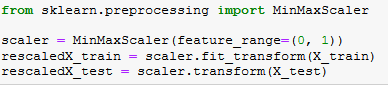 from sklearn.preprocessing import MinMaxScaler
scaler = MinMaxScaler(feature_range=(0, 1))
rescaledX_train = scaler.fit_transform(X_train)
rescaledX_test = scaler.transform(X_test)